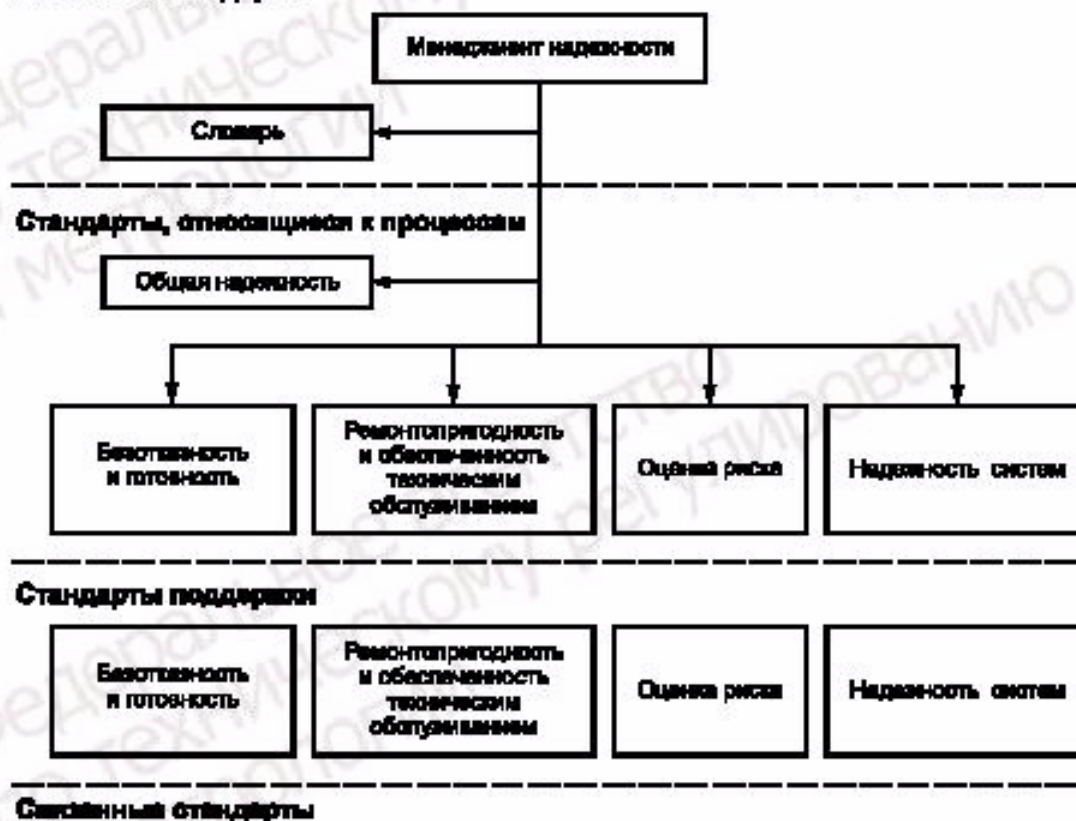 Менеджмент надежности
Словарь
Стандарты, относящиеся к процессам
Общая надежность
Безотказность
и готовность
Ремонтопригодность
и обеспеченность
техническим
обслуживанием
Оценка риска
Надежность систем
Стандарты поддержки
Безотказность
и готовность
Ремонтопригодность
и обеспеченность
техническим
обслуживанием
Оценка риска
Надежность систем
Связанные стандарты